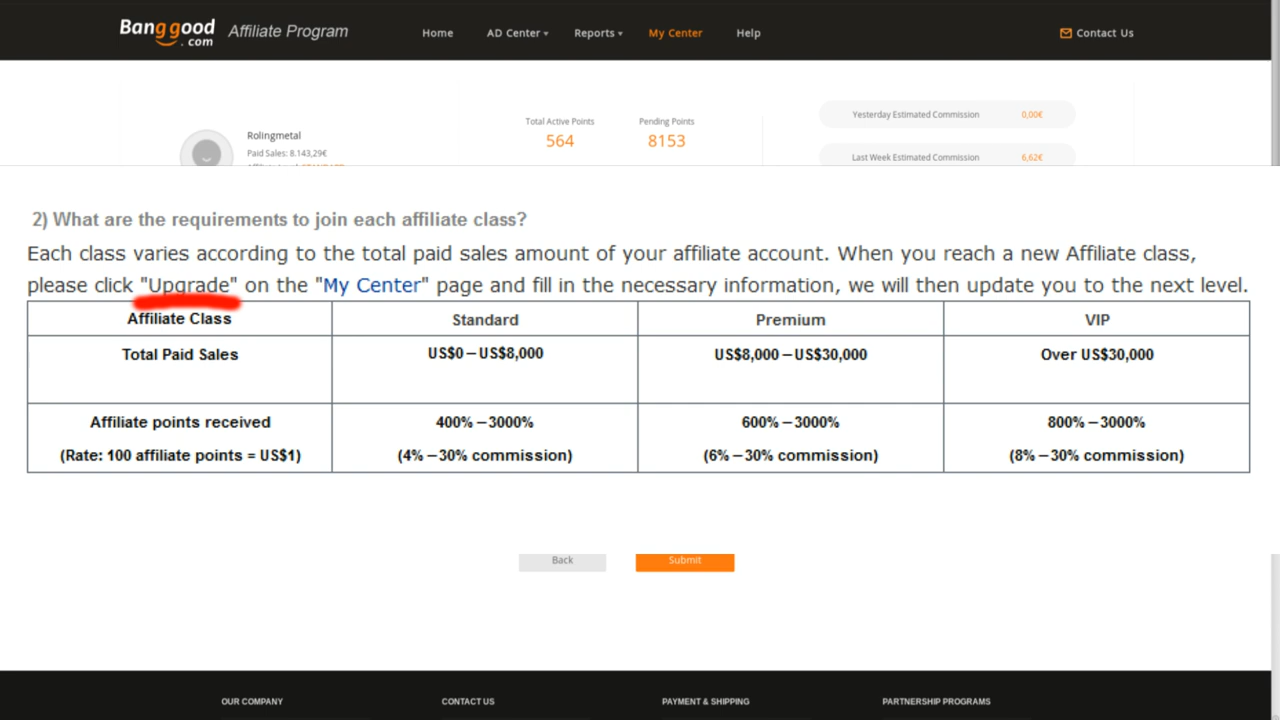 Banggood.com Affiliate Program Home AD Center Reports My Center Help Contact Us
Total Active Points Pending Points Yesterday Estimated Commission 0,00€
Rolingmetal
564 8153
Paid Sales: 8.143,29€
Last Week Estimated Commission 6,62€
2) What are the requirements to join each affiliate class?
Each class varies according to the total paid sales amount of your affiliate account. When you reach a new Affiliate class,
please click "Upgrade" on the "My Center" page and fill in the necessary information, we will then update you to the next level.
Affiliate Class Standard Premium VIP
Total Paid Sales US$0–US$8,000 US$8,000–US$30,000 Over US$30,000
Affiliate points received 400%–3000% 600%–3000% 800%–3000%
(Rate: 100 affiliate points = US$1) (4%–30% commission) (6%–30% commission) (8%–30% commission)
Back Submit
OUR COMPANY CONTACT US PAYMENT & SHIPPING PARTNERSHIP PROGRAMS